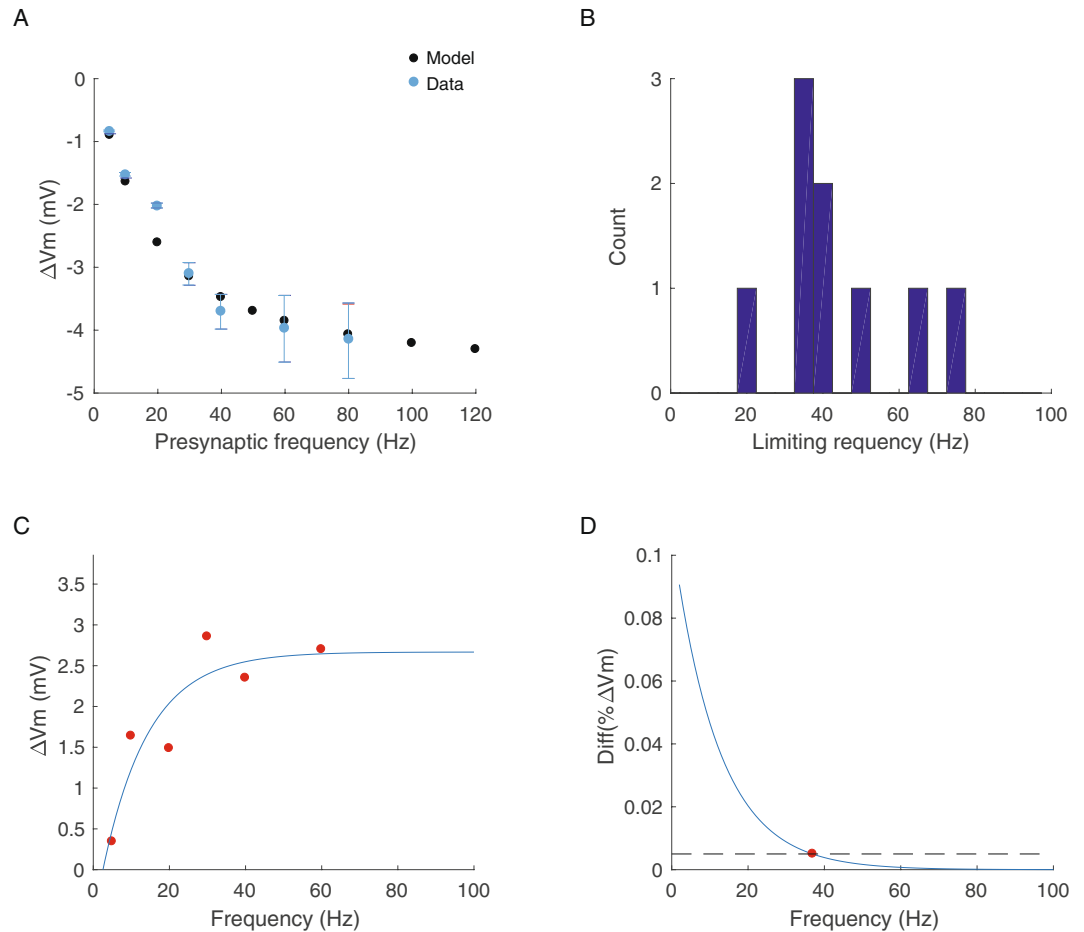 A
Model
Data
0
-1
-2
-3
-4
-5
ΔVm (mV)
0 20 40 60 80 100 120
Presynaptic frequency (Hz)
B
3
2
1
0
Count
0 20 40 60 80 100
Limiting requency (Hz)
C
3.5
3
2.5
2
1.5
1
0.5
0
ΔVm (mV)
0 20 40 60 80 100
Frequency (Hz)
D
0.1
0.08
0.06
0.04
0.02
0
Diff(% ΔVm)
0 20 40 60 80 100
Frequency (Hz)